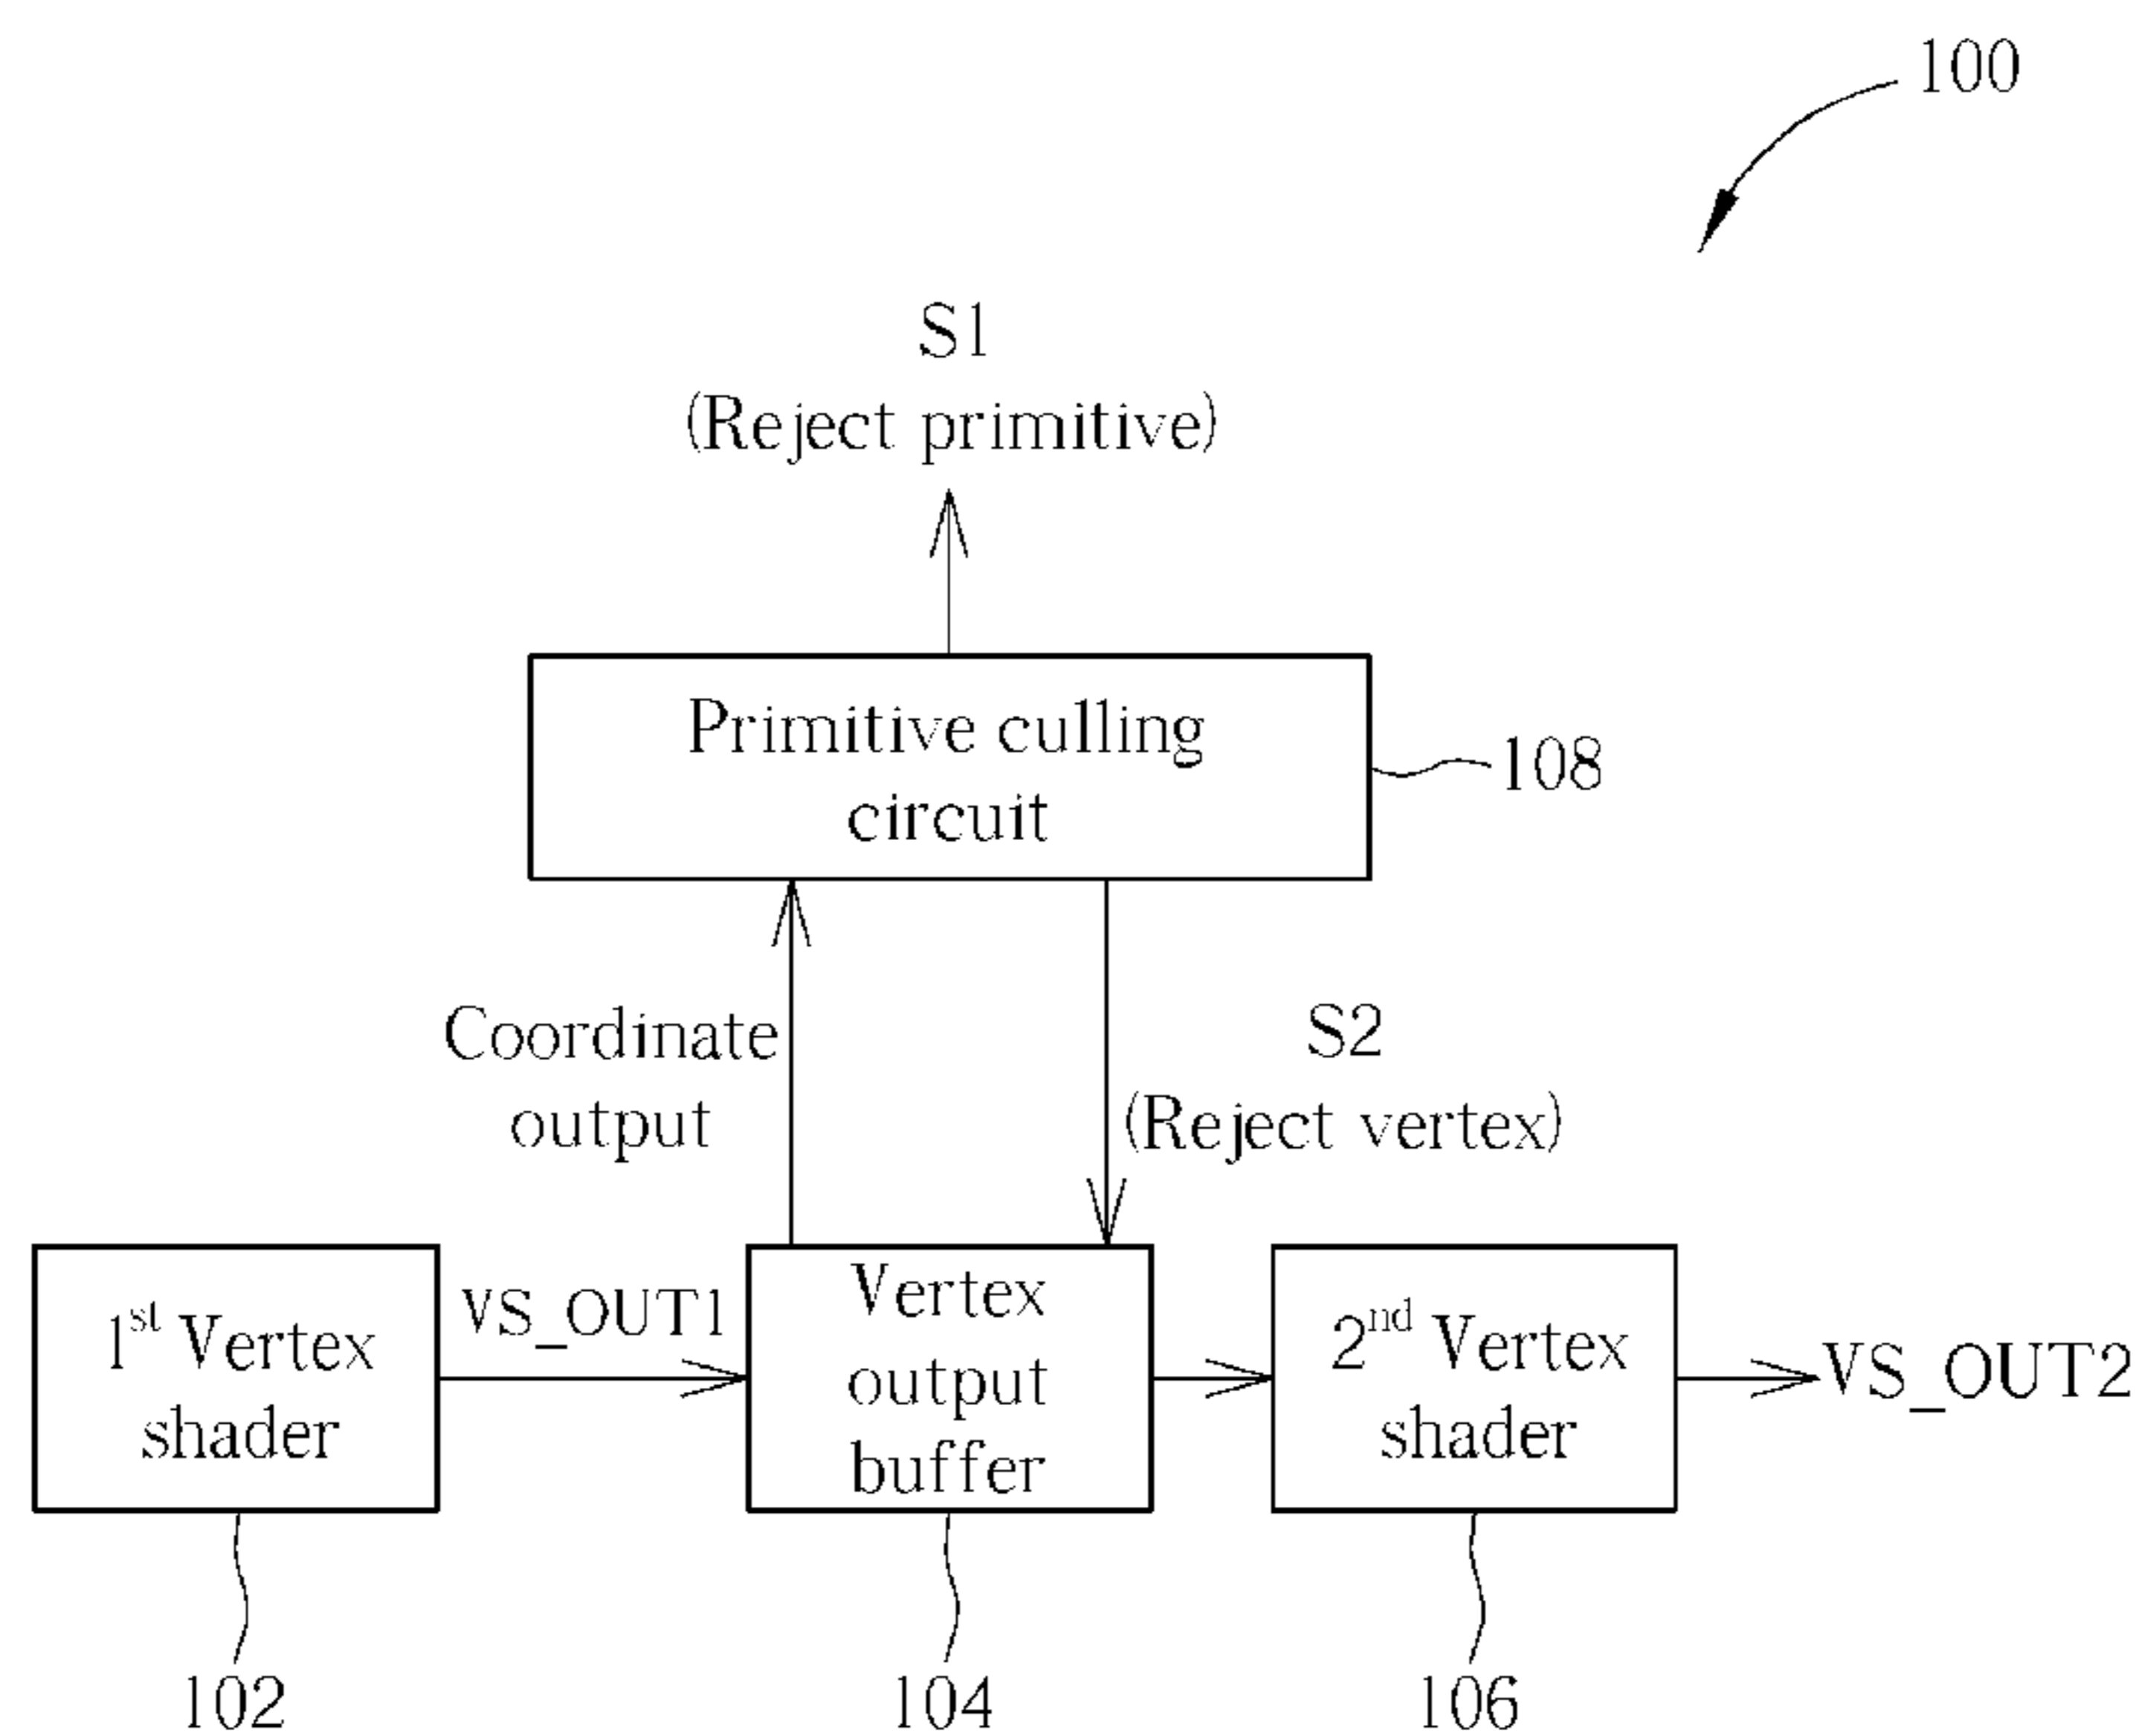 100
S1
(Reject primitive)
Primitive culling
circuit
108
Coordinate
output
S2
(Reject vertex)
1st Vertex
shader
VS_OUT1
Vertex
output
buffer
2nd Vertex
shader
VS_OUT2
102
104
106